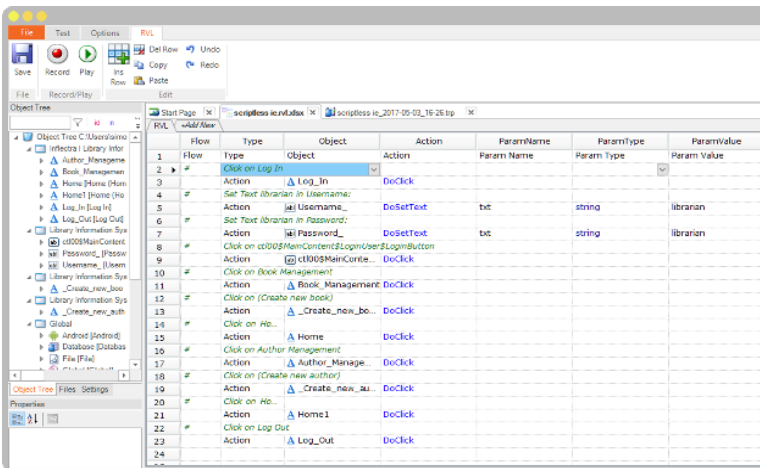 File Test Options RVL
Save Record Play Ins Row Del Row Copy Paste Undo Redo
File Record/Play Edit
Object Tree
Start Page scriptless ie.rvl.xlsx scriptless ie_2017-05-03_16-26.trp
RVL +Add New
Flow Type Object Action ParamName ParamType ParamValue
1 Flow Type Object Action Param Name Param Type Param Value
2 # Click on Log In
3 Action Log_In DoClick
4 # Set Text librarian in Username:
5 Action Username_ DoSetText txt string librarian
6 # Set Text librarian in Password:
7 Action Password_ DoSetText txt string librarian
8 # Click on ctl00$MainContent$LoginUser$LoginButton
9 Action ctl00$MainConte... DoClick
10 # Click on Book Management
11 Action Book_Management DoClick
12 # Click on (Create new book)
13 Action _Create_new_bo... DoClick
14 # Click on Ho...
15 Action Home DoClick
16 # Click on Author Management
17 Action Author_Manage... DoClick
18 # Click on (Create new author)
19 Action _Create_new_au... DoClick
20 # Click on Ho...
21 Action Home1 DoClick
22 # Click on Log Out
23 Action Log_Out DoClick
24
Object Tree C:\Users\simo
Inflectra | Library Infor
Author_Manageme
Book_Managemen
Home [Home (Hom
Home1 [Home (Ho
Log_In [Log In]
Log_Out [Log Out]
Library Information Sys
ctl00$MainContent
Password_ [Passw
Username_ [Usern
Library Information Sys
_Create_new_boo
Library Information Sys
_Create_new_auth
Global
Android [Android]
Database [Databas
File [File]
Object Tree Files Settings
Properties